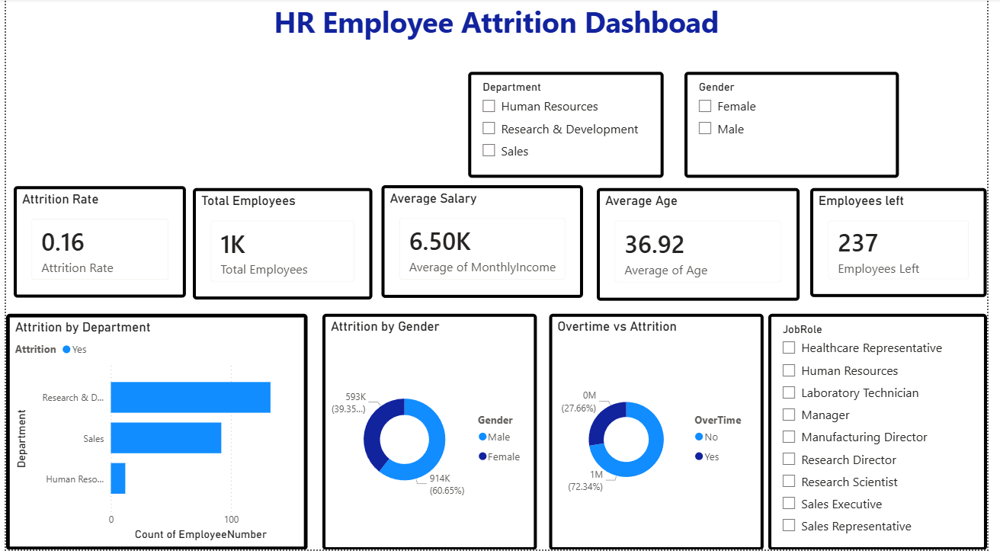 HR Employee Attrition Dashboad
Department
Human Resources
Research & Development
Sales
Gender
Female
Male
Attrition Rate
0.16
Attrition Rate
Total Employees
1K
Total Employees
Average Salary
6.50K
Average of MonthlyIncome
Average Age
36.92
Average of Age
Employees left
237
Employees Left
Attrition by Department
Attrition Yes
Department
Research & D...
Sales
Human Reso...
0 100
Count of EmployeeNumber
Attrition by Gender
593K
(39.35...)
914K
(60.65%)
Gender
Male
Female
Overtime vs Attrition
0M
(27.66%)
1M
(72.34%)
OverTime
No
Yes
JobRole
Healthcare Representative
Human Resources
Laboratory Technician
Manager
Manufacturing Director
Research Director
Research Scientist
Sales Executive
Sales Representative